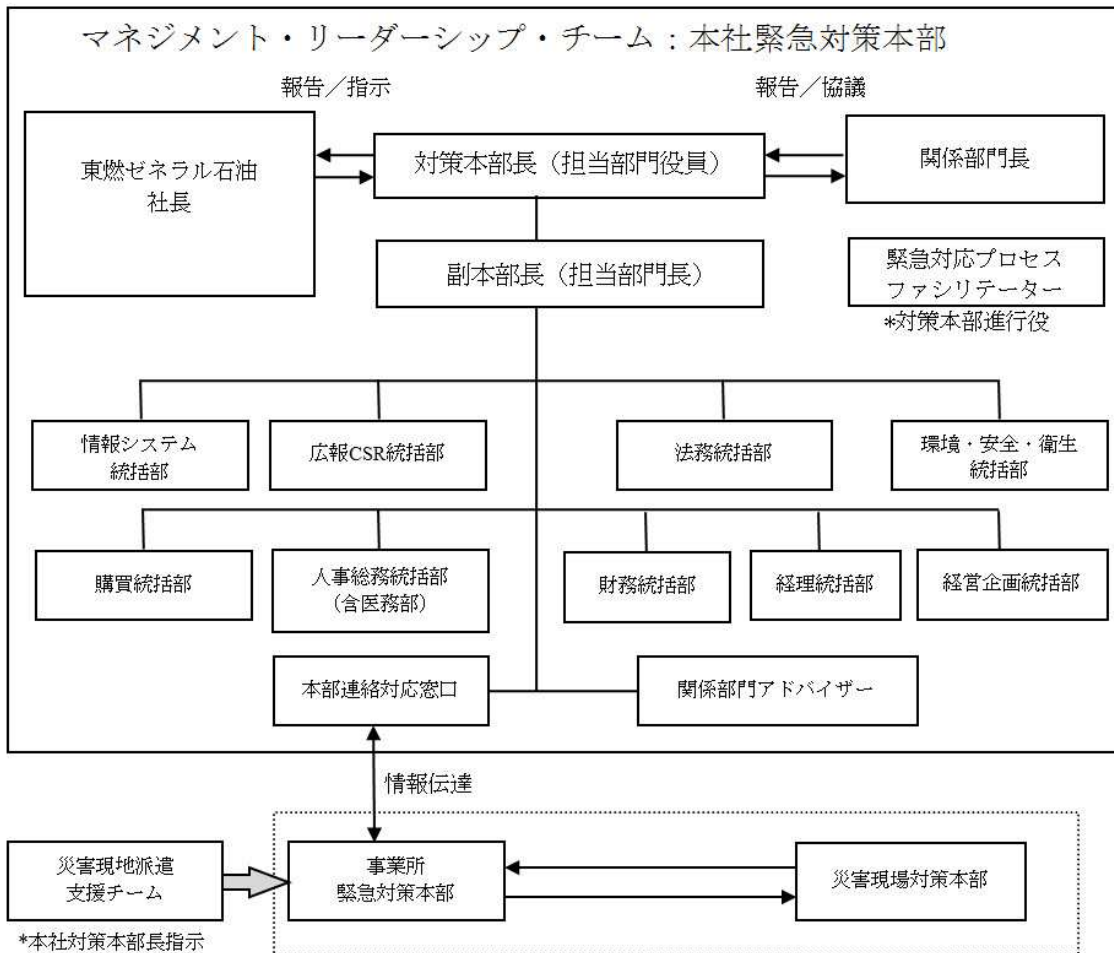 マネジメント・リーダーシップ・チーム：本社緊急対策本部
報告／指示
報告／協議
東燃ゼネラル石油
社長
対策本部長（担当部門役員）
関係部門長
副本部長（担当部門長）
緊急対応プロセス
ファシリテーター
*対策本部進行役
情報システム
統括部
広報CSR統括部
法務統括部
環境・安全・衛生
統括部
購買統括部
人事総務統括部
（含医務部）
財務統括部
経理統括部
経営企画統括部
本部連絡対応窓口
関係部門アドバイザー
情報伝達
災害現地派遣
支援チーム
*本社対策本部長指示
事業所
緊急対策本部
災害現場対策本部